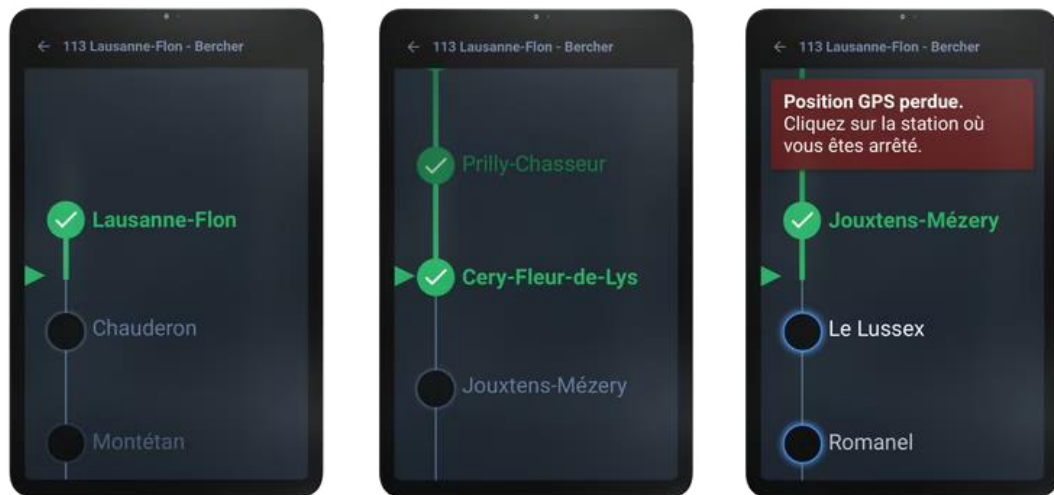 ← 113 Lausanne-Flon - Bercher
Lausanne-Flon
Chauderon
Montétan
← 113 Lausanne-Flon - Bercher
Prilly-Chasseur
Cery-Fleur-de-Lys
Jouxtens-Mézery
← 113 Lausanne-Flon - Bercher
Position GPS perdue.
Cliquez sur la station où
vous êtes arrêté.
Jouxtens-Mézery
Le Lussex
Romanel